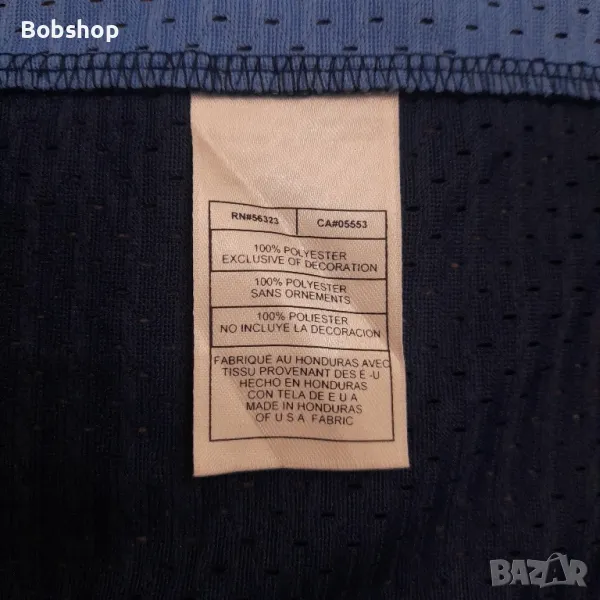 Bobshop
RN#56323 CA#05553
100% POLYESTER
EXCLUSIVE OF DECORATION
100% POLYESTER
SANS ORNEMENTS
100% POLIESTER
NO INCLUYE LA DECORACION
FABRIQUÉ AU HONDURAS AVEC
TISSU PROVENANT DES E -U
HECHO EN HONDURAS
CON TELA DE E U A
MADE IN HONDURAS
OF U S A FABRIC
BAZAR